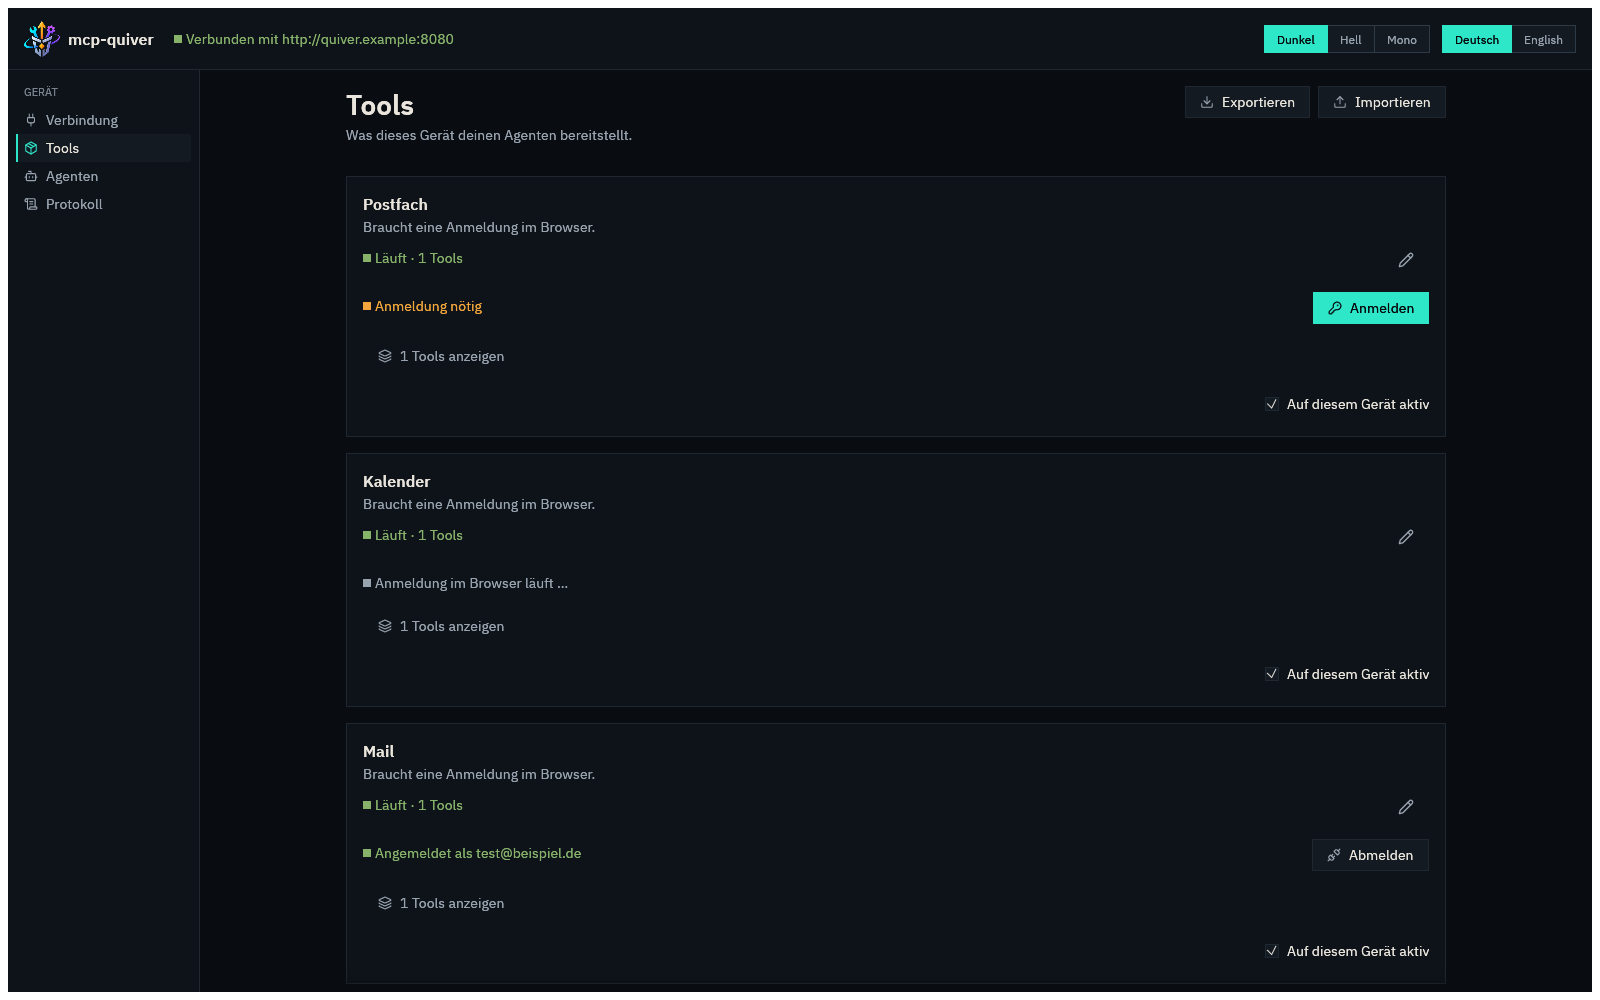 mcp-quiver
Verbunden mit http://quiver.example:8080
Dunkel Hell Mono Deutsch English
GERÄT
Verbindung
Tools
Agenten
Protokoll
Tools
Was dieses Gerät deinen Agenten bereitstellt.
Exportieren Importieren
Postfach
Braucht eine Anmeldung im Browser.
Läuft · 1 Tools
Anmeldung nötig
Anmelden
1 Tools anzeigen
Auf diesem Gerät aktiv
Kalender
Braucht eine Anmeldung im Browser.
Läuft · 1 Tools
Anmeldung im Browser läuft ...
1 Tools anzeigen
Auf diesem Gerät aktiv
Mail
Braucht eine Anmeldung im Browser.
Läuft · 1 Tools
Angemeldet als test@beispiel.de
Abmelden
1 Tools anzeigen
Auf diesem Gerät aktiv